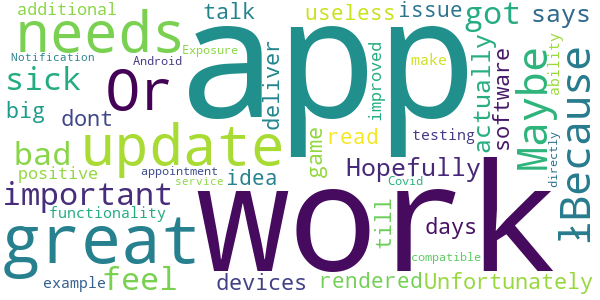 additional
talk
useless
issue
got
says
needs
app
Notification
Android
Exposure
Or
deliver
improved
make
actually
software
Maybe
ability
łBecause
sick
big
dont
update
game
read
testing
bad
positive
appointment
service
idea
Hopefully
Covid
directly
important
functionality
work
till
days
great
feel
example
devices
rendered
compatible
Unfortunately